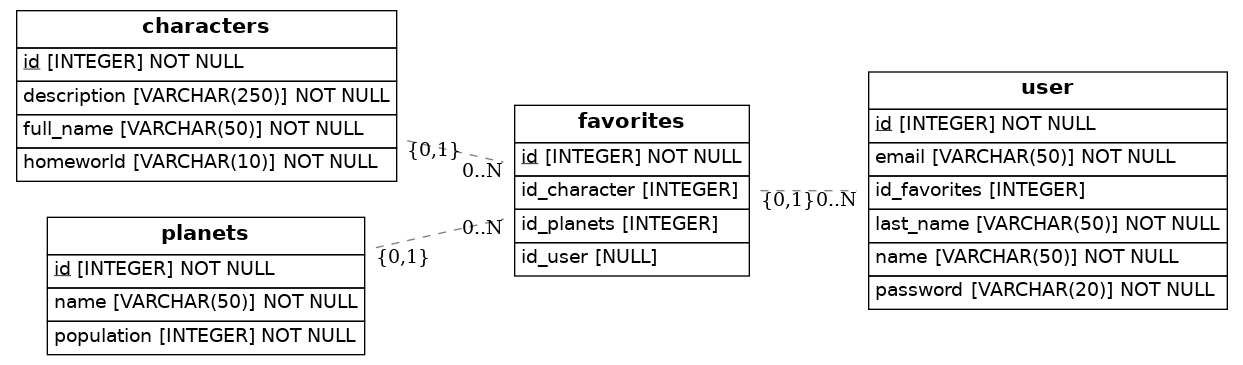 characters
id [INTEGER] NOT NULL
description [VARCHAR(250)] NOT NULL
full_name [VARCHAR(50)] NOT NULL
homeworld [VARCHAR(10)] NOT NULL
{0,1}
0..N
planets
id [INTEGER] NOT NULL
name [VARCHAR(50)] NOT NULL
population [INTEGER] NOT NULL
{0,1}
0..N
favorites
id [INTEGER] NOT NULL
id_character [INTEGER]
id_planets [INTEGER]
id_user [NULL]
{0,1}
0..N
user
id [INTEGER] NOT NULL
email [VARCHAR(50)] NOT NULL
id_favorites [INTEGER]
last_name [VARCHAR(50)] NOT NULL
name [VARCHAR(50)] NOT NULL
password [VARCHAR(20)] NOT NULL